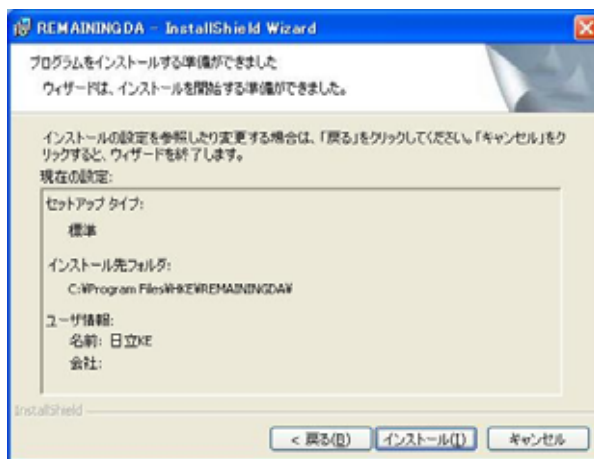 REMAININGDA - InstallShield Wizard
プログラムをインストールする準備ができました
ウィザードは、インストールを開始する準備ができました。
インストールの設定を参照したり変更する場合は、「戻る」をクリックしてください。「キャンセル」をク
リックすると、ウィザードを終了します。
現在の設定:
セットアップ タイプ:
標準
インストール先フォルダ:
C:¥Program Files¥HKE¥REMAININGDA¥
ユーザ情報:
名前: 日立KE
会社:
InstallShield
< 戻る(B) インストール(I) キャンセル